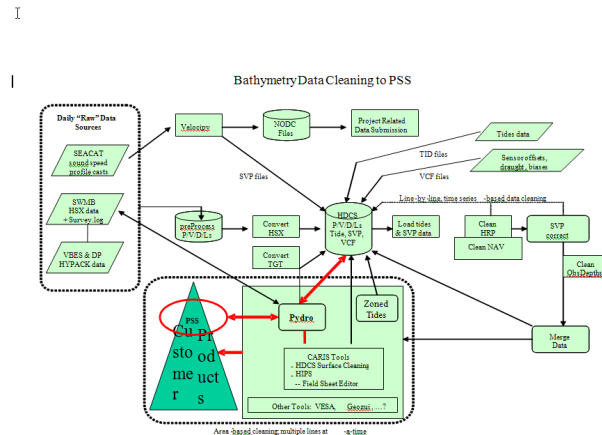 Bathymetry Data Cleaning to PSS
Daily "Raw" Data
Sources
SEACAT
sound speed
profile casts
SWMB
HSX data
+ Survey.log
VBES & DP
HYPACK data
Velocipy
NODC
Files
Project Related
Data Submission
Tides data
Sensor offsets,
draught, biases
TID files
VCF files
SVP files
Line-by-line, time series -based data cleaning
preProcess
P/V/D/Ls
Convert
HSX
Convert
TGT
HDCS
P/V/D/Ls
Tide, SVP,
VCF
Load tides
& SVP data
Clean
HRP
Clean NAV
SVP
correct
Clean
ObsDepths
Merge
Data
PSS
Cu
sto
me
r
Pr
od
uct
s
Pydro
Zoned
Tides
CARIS Tools
- HDCS Surface Cleaning
- HIPS
-- Field Sheet Editor
Other Tools: VESA, Geozui, ...?
Area -based cleaning; multiple lines at -a-time